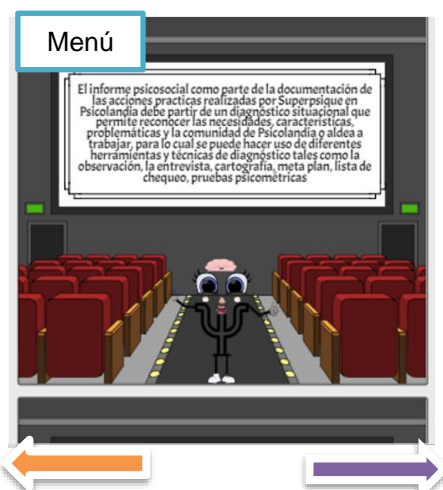 Menú
El informe psicosocial como parte de la documentación de
las acciones practicas realizadas por Superpsique en
Psicolandia debe partir de un diagnóstico situacional que
permite reconocer las necesidades, características,
problemáticas y la comunidad de Psicolandia o aldea a
trabajar, para lo cual se puede hacer uso de diferentes
herramientas y técnicas de diagnóstico tales como la
observación, la entrevista, cartografía, meta plan, lista de
chequeo, pruebas psicométricas